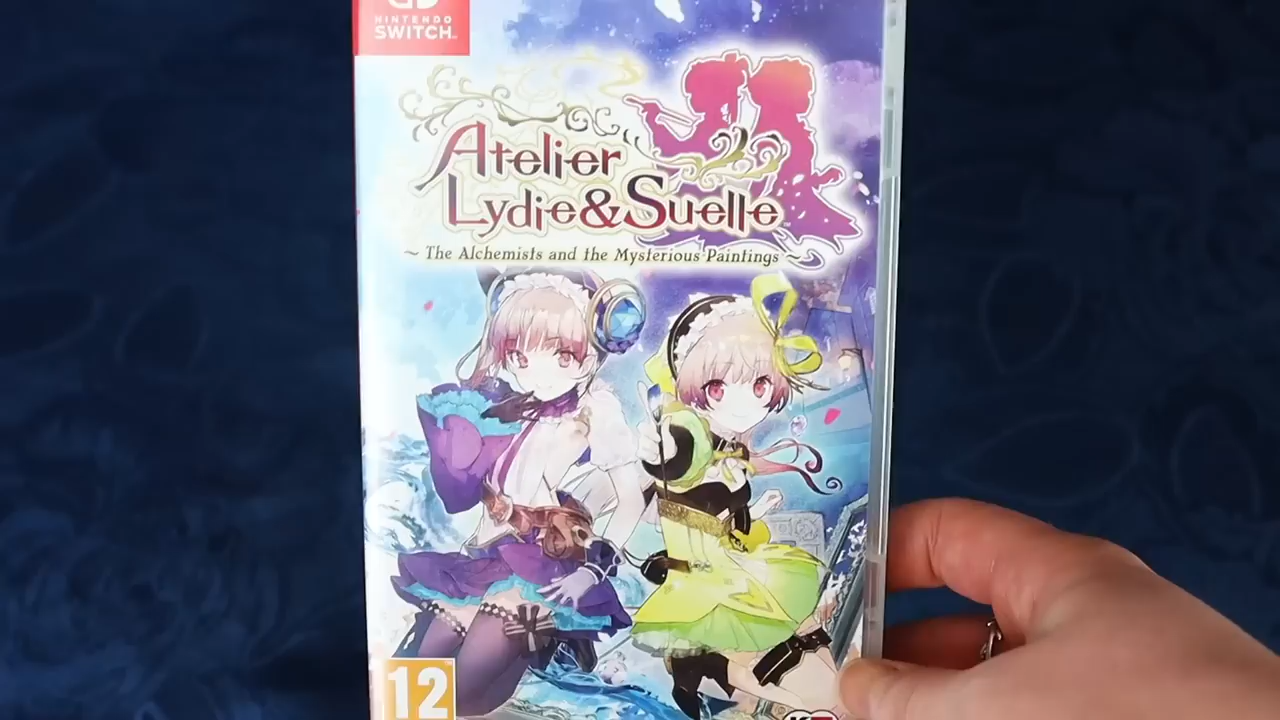 NINTENDO
SWITCH
Atelier
Lydie & Suelle
~ The Alchemists and the Mysterious Paintings ~
12